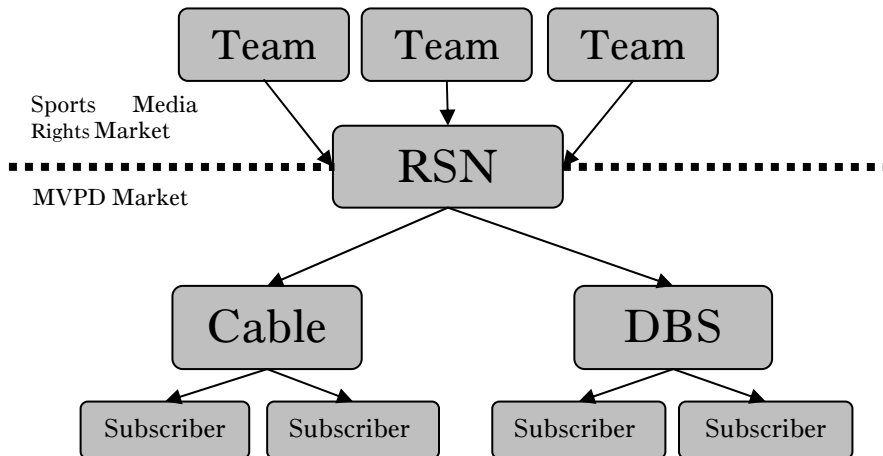 Team Team Team
Sports Media
Rights Market
RSN
MVPD Market
Cable DBS
Subscriber Subscriber Subscriber Subscriber